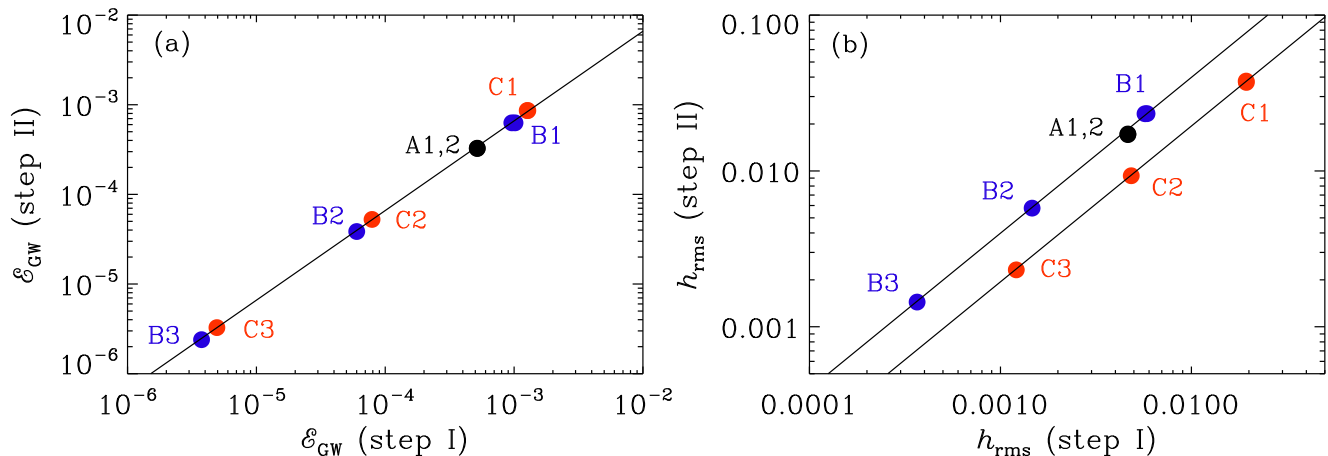 (a)
10^-2
10^-3
10^-4
10^-5
10^-6
ℰ_GW (step II)
C1
B1
A1,2
B2
C2
B3
C3
10^-6 10^-5 10^-4 10^-3 10^-2
ℰ_GW (step I)
(b)
0.100
0.010
0.001
h_rms (step II)
B1
A1,2
C1
B2
C2
B3
C3
0.0001 0.0010 0.0100
h_rms (step I)